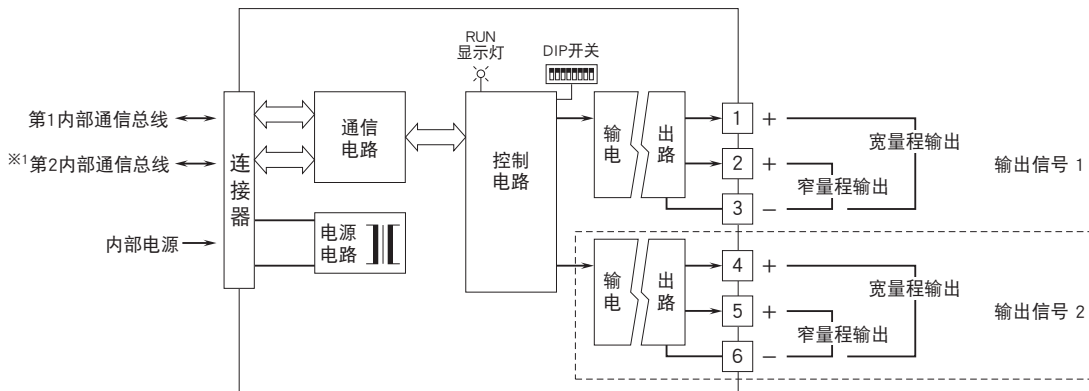 RUN
显示灯
DIP开关
第1内部通信总线
※1第2内部通信总线
内部电源
连接器
通信
电路
电源
电路
控制
电路
输 出
电 路
1 +
2 +
3 −
宽量程输出
窄量程输出
输出信号 1
输 出
电 路
4 +
5 +
6 −
宽量程输出
窄量程输出
输出信号 2